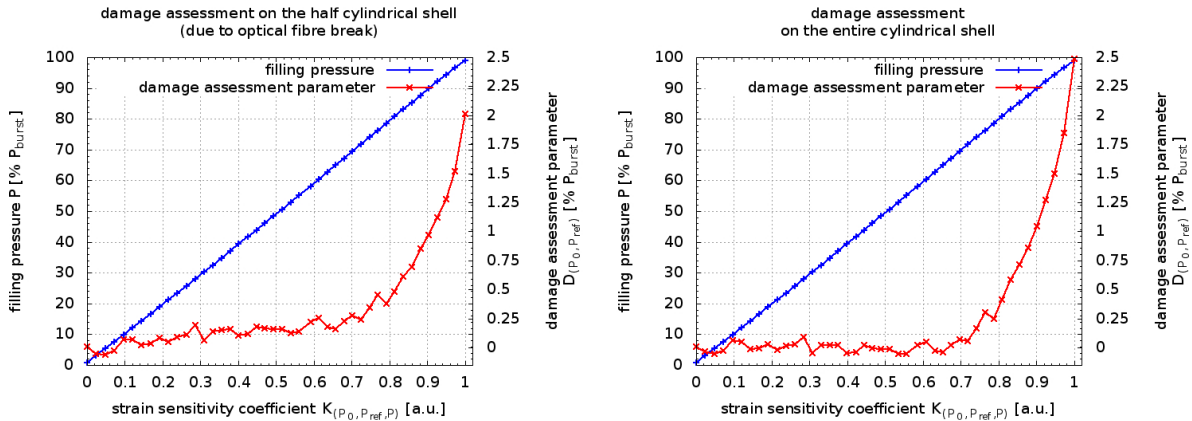 damage assessment on the half cylindrical shell
(due to optical fibre break)
filling pressure P [% P_burst]
100
90
80
70
60
50
40
30
20
10
0
filling pressure
damage assessment parameter
2.5
2.25
2
1.75
1.5
1.25
1
0.75
0.5
0.25
0
damage assessment parameter
D_(P_0, P_ref) [% P_burst]
0 0.1 0.2 0.3 0.4 0.5 0.6 0.7 0.8 0.9 1
strain sensitivity coefficient K_(P_0, P_ref, P) [a.u.]
damage assessment
on the entire cylindrical shell
filling pressure P [% P_burst]
100
90
80
70
60
50
40
30
20
10
0
filling pressure
damage assessment parameter
2.5
2.25
2
1.75
1.5
1.25
1
0.75
0.5
0.25
0
damage assessment parameter
D_(P_0, P_ref) [% P_burst]
0 0.1 0.2 0.3 0.4 0.5 0.6 0.7 0.8 0.9 1
strain sensitivity coefficient K_(P_0, P_ref, P) [a.u.]